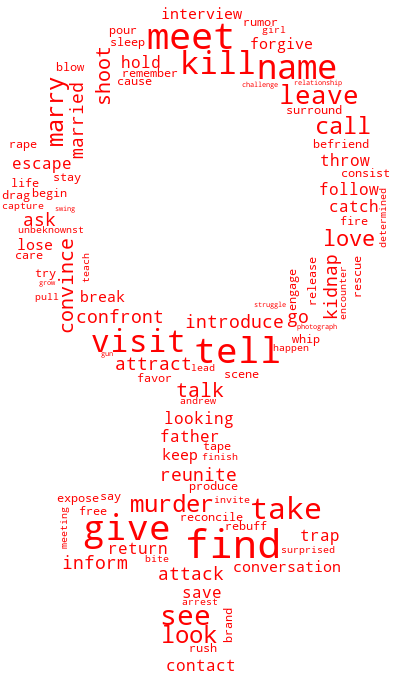 interview
rumor
pour
meet
girl
sleep
forgive
shoot
hold
kill
name
blow
remember
cause
challenge
relationship
marry
married
leave
surround
call
rape
befriend
escape
throw
stay
consist
life
drag
begin
follow
capture
swing
catch
determined
ask
fire
unbeknownst
lose
love
care
convince
teach
try
grow
kidnap
encounter
release
rescue
engage
pull
break
struggle
confront
introduce
go
photograph
visit
tell
whip
gun
happen
attract
lead
favor
scene
talk
andrew
looking
father
keep
tape
finish
reunite
produce
expose
say
murder
invite
take
free
meeting
give
reconcile
rebuff
find
trap
return
surprised
inform
bite
attack
conversation
save
arrest
see
brand
look
rush
contact